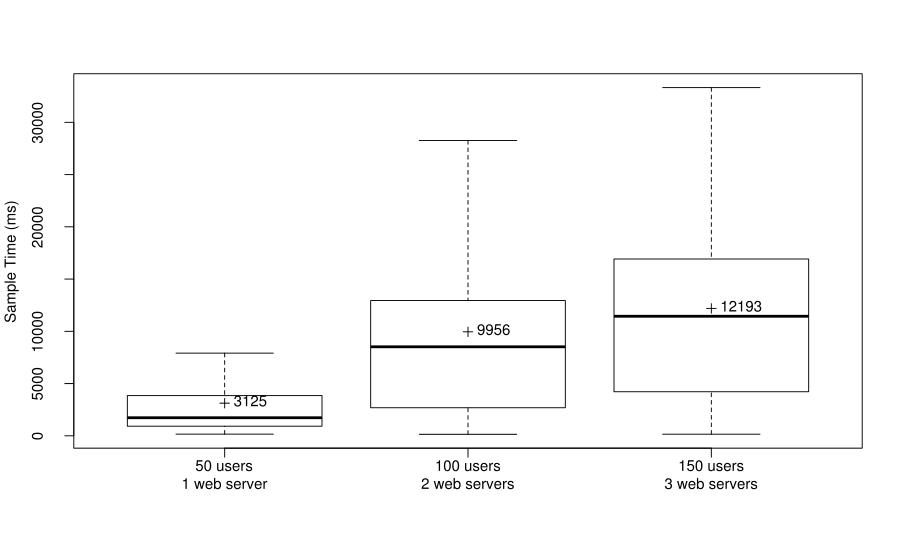 Sample Time (ms)
30000
20000
10000
5000
0
3125
9956
12193
50 users
1 web server
100 users
2 web servers
150 users
3 web servers